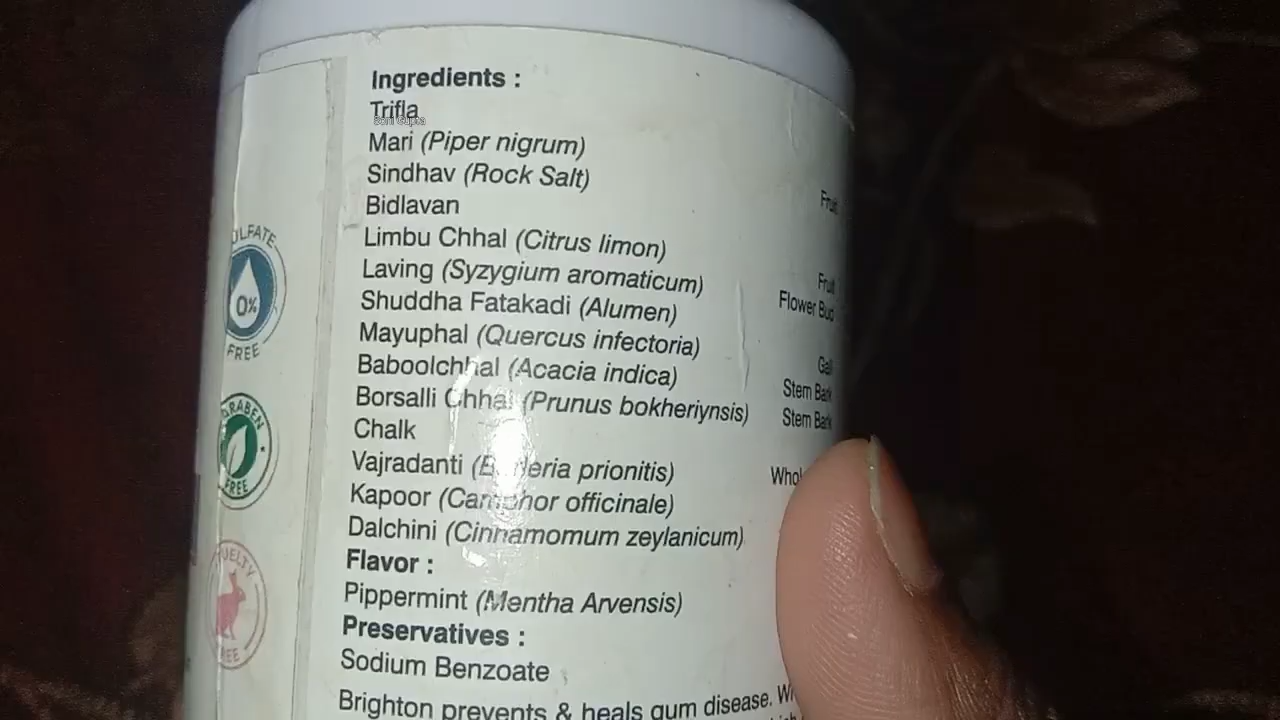 Ingredients :
Trifla
Mari (Piper nigrum)
Sindhav (Rock Salt)
Bidlavan
Fruit
Limbu Chhal (Citrus limon)
Laving (Syzygium aromaticum)
Fruit
Shuddha Fatakadi (Alumen)
Flower Bud
Mayuphal (Quercus infectoria)
Baboolchhal (Acacia indica)
Gall
Borsalli Chhal (Prunus bokheriynsis)
Stem Bark
Chalk
Stem Bark
Vajradanti (Barleria prionitis)
Kapoor (Camphor officinale)
Dalchini (Cinnamomum zeylanicum)
Flavor :
Pippermint (Mentha Arvensis)
Preservatives :
Sodium Benzoate
Brighton prevents & heals gum disease.
0%
FREE
FREE
FREE